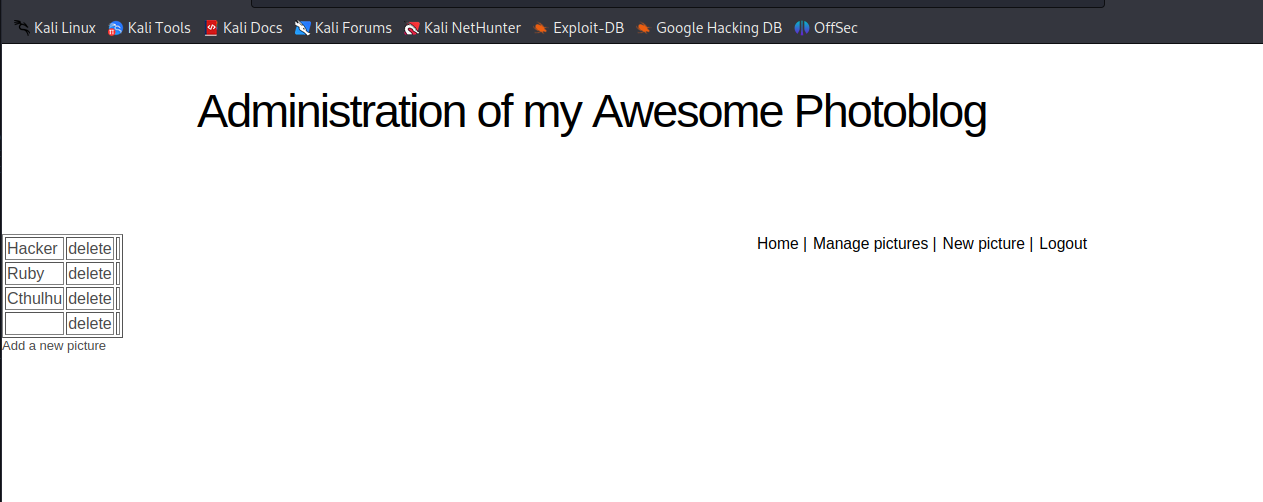 Kali Linux Kali Tools Kali Docs Kali Forums Kali NetHunter Exploit-DB Google Hacking DB OffSec
Administration of my Awesome Photoblog
Home | Manage pictures | New picture | Logout
Hacker delete
Ruby delete
Cthulhu delete
delete
Add a new picture